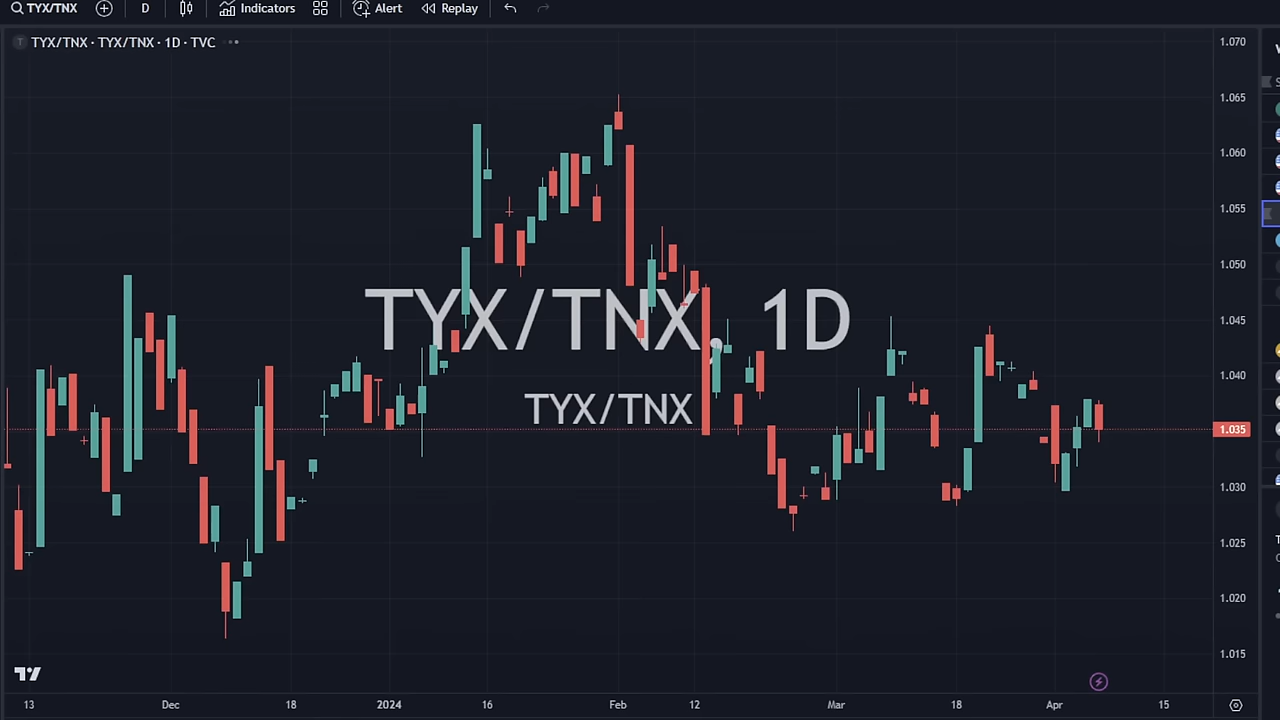 TYX/TNX D Indicators Alert Replay
TYX/TNX · TYX/TNX · 1D · TVC
1.070
1.065
1.060
1.055
1.050
TYX/TNX, 1D
1.045
1.040
TYX/TNX
1.035
1.030
1.025
1.020
1.015
13 Dec 18 2024 16 Feb 12 Mar 18 Apr 15